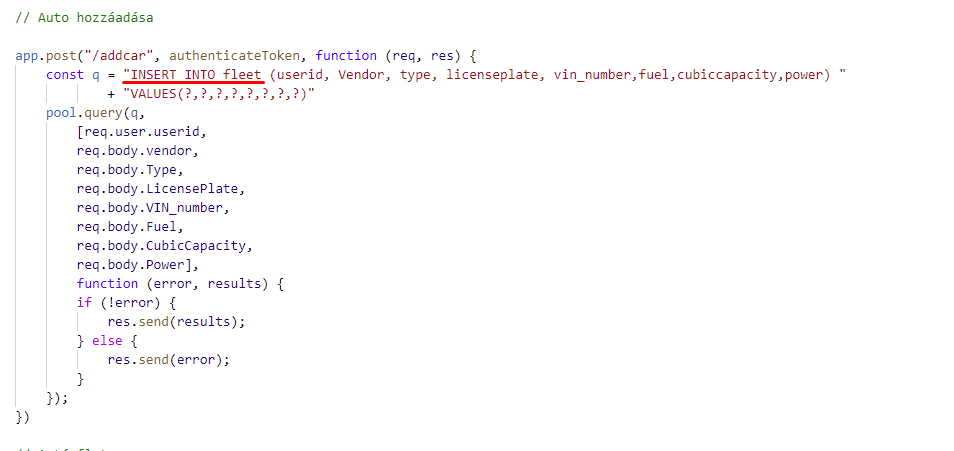 // Auto hozzáadása
app.post("/addcar", authenticateToken, function (req, res) {
const q = "INSERT INTO fleet (userid, Vendor, type, licenseplate, vin_number,fuel,cubiccapacity,power) "
+ "VALUES(?,?,?,?,?,?,?,?)"
pool.query(q,
[req.user.userid,
req.body.vendor,
req.body.Type,
req.body.LicensePlate,
req.body.VIN_number,
req.body.Fuel,
req.body.CubicCapacity,
req.body.Power],
function (error, results) {
if (!error) {
res.send(results);
} else {
res.send(error);
}
});
})